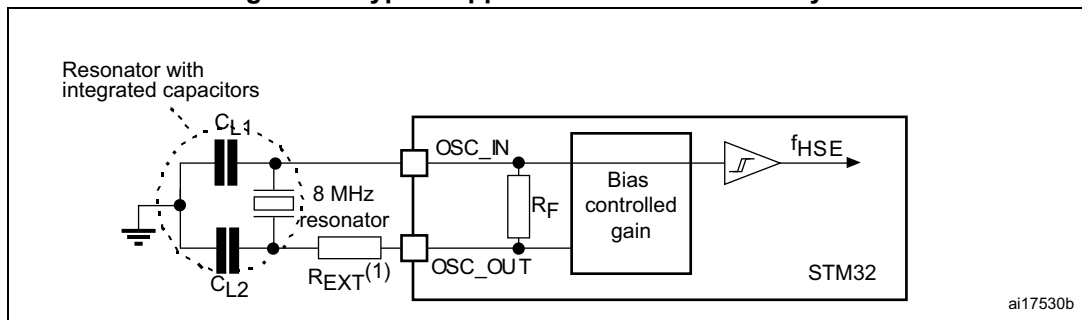 Resonator with
integrated capacitors
CL1
OSC_IN
fHSE
8 MHz
resonator
RF
Bias
controlled
gain
REXT(1)
OSC_OUT
STM32
CL2
ai17530b